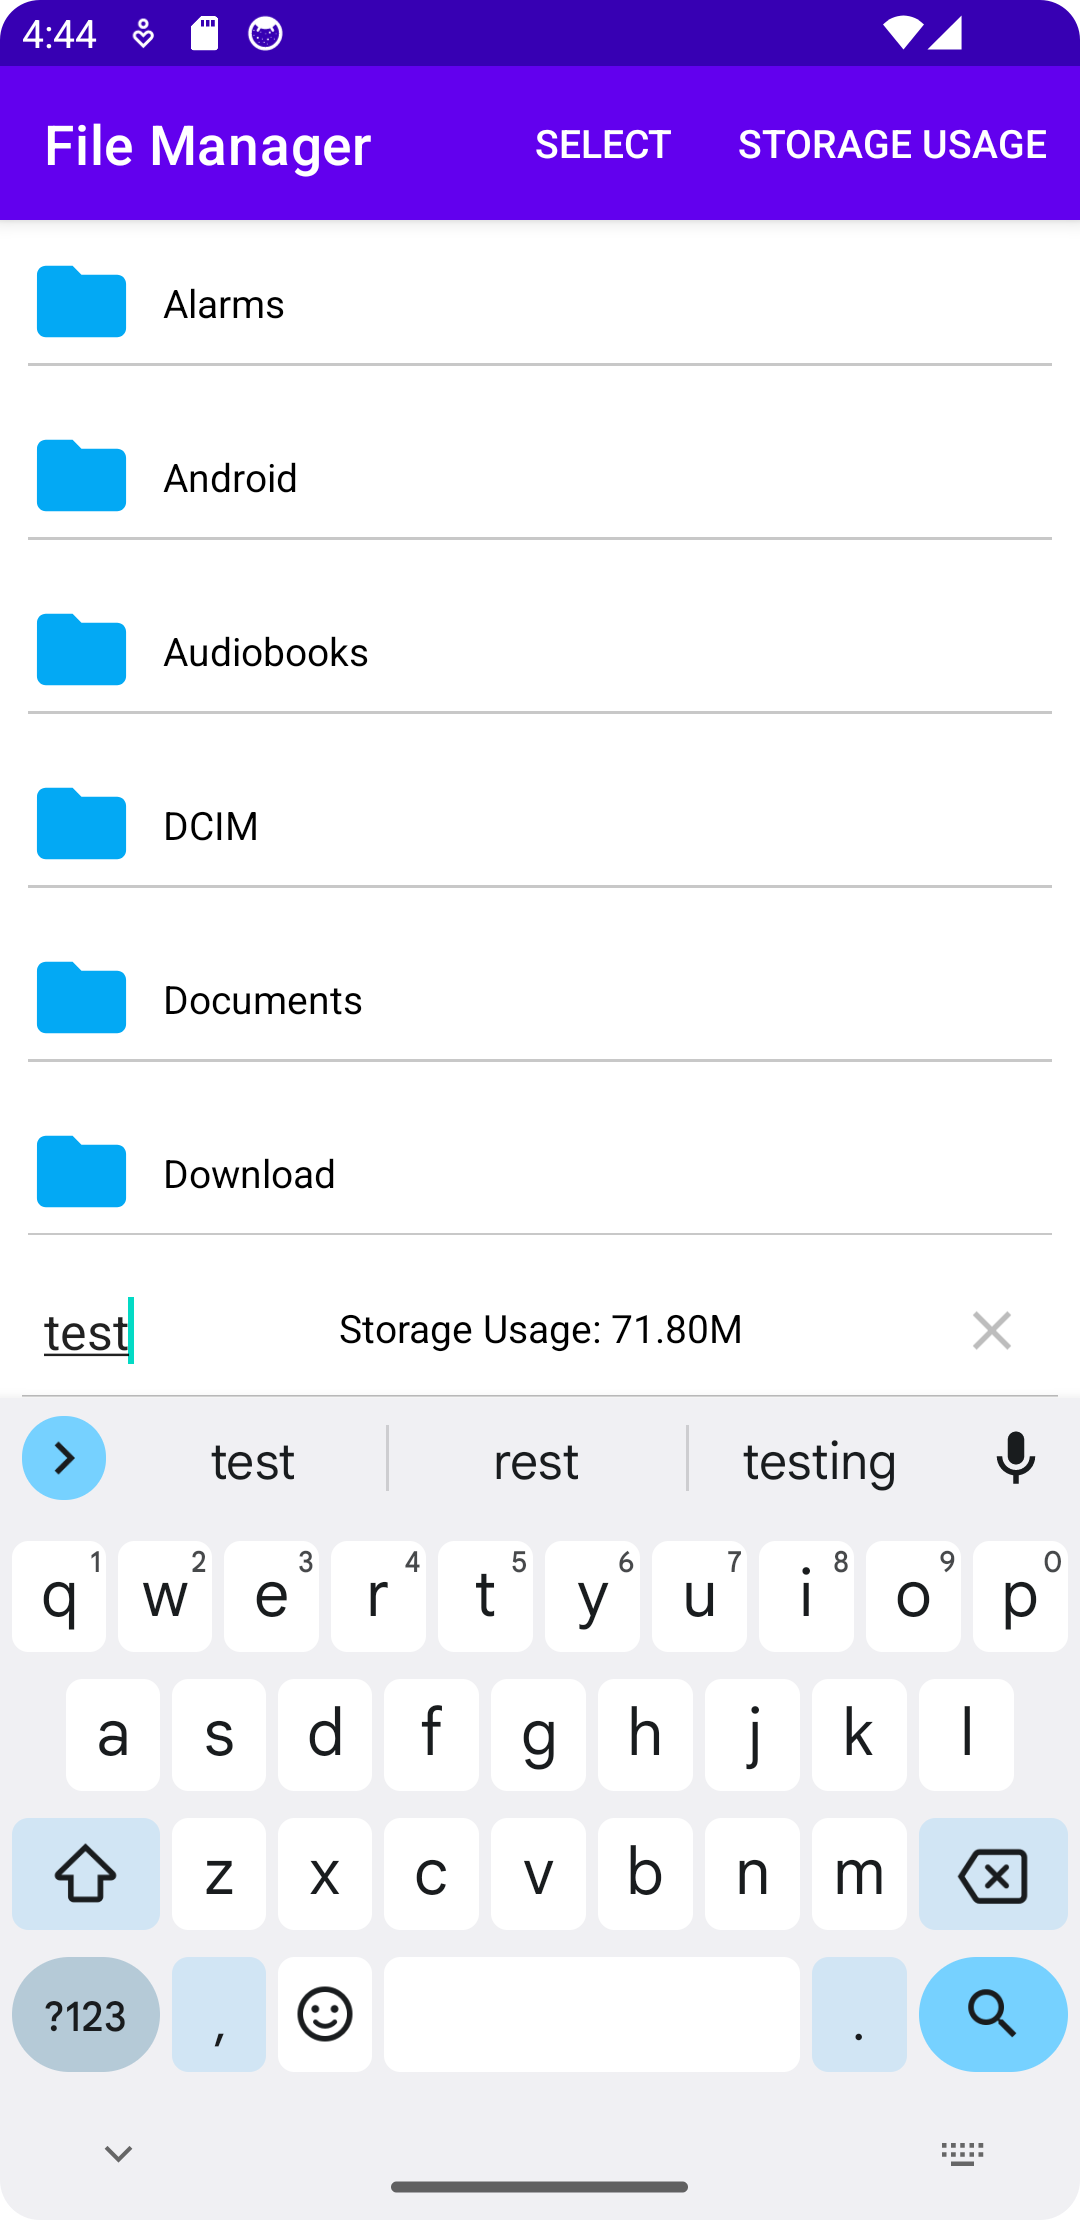 4:44
File Manager SELECT STORAGE USAGE
Alarms
Android
Audiobooks
DCIM
Documents
Download
test Storage Usage: 71.80M
test rest testing
q 1 w 2 e 3 r 4 t 5 y 6 u 7 i 8 o 9 p 0
a s d f g h j k l
z x c v b n m
?123 , .